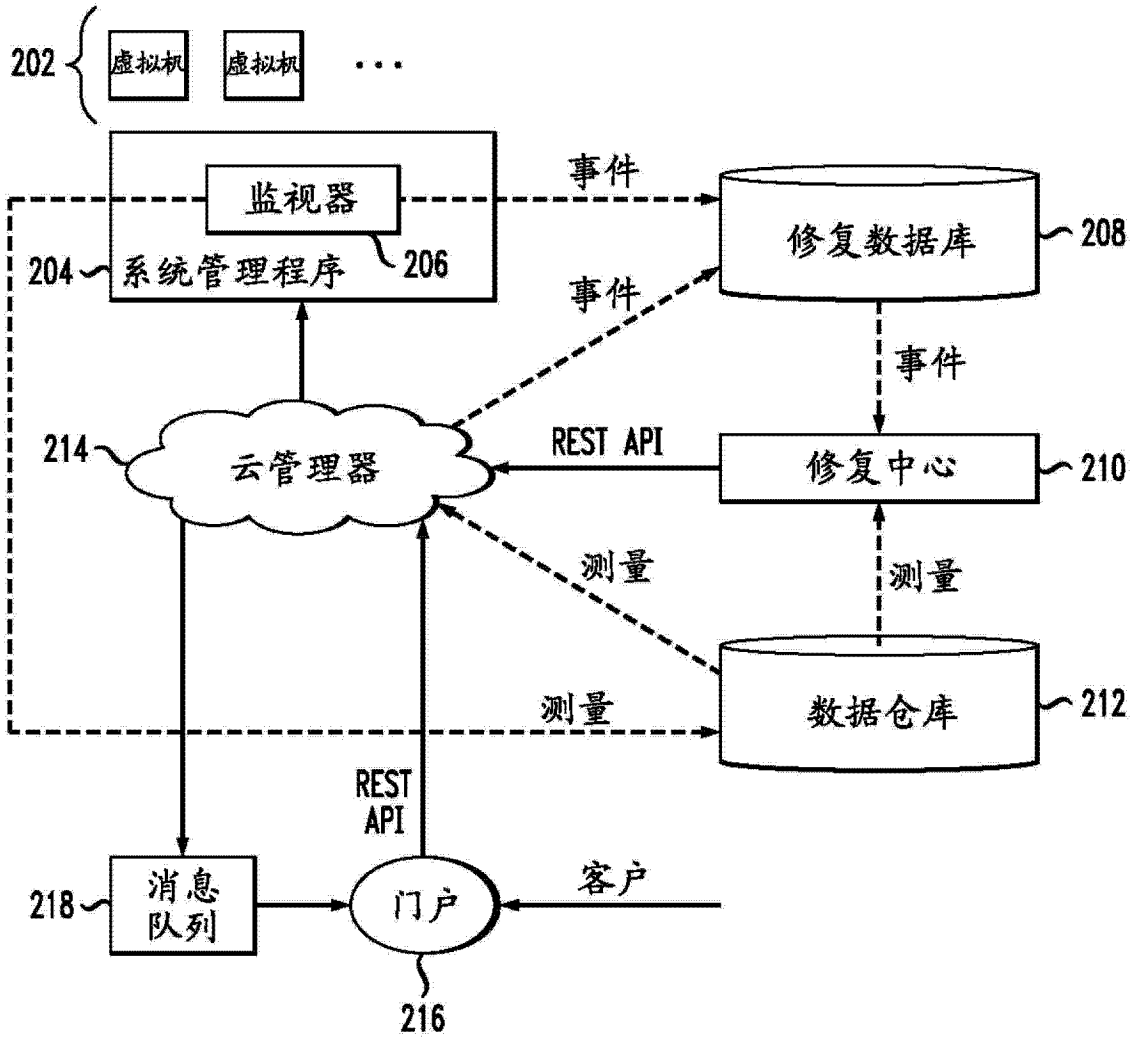 202
虚拟机
虚拟机
...
监视器
206
204
系统管理程序
事件
修复数据库
208
事件
事件
214
云管理器
REST API
修复中心
210
测量
测量
测量
数据仓库
212
REST
API
218
消息
队列
门户
客户
216